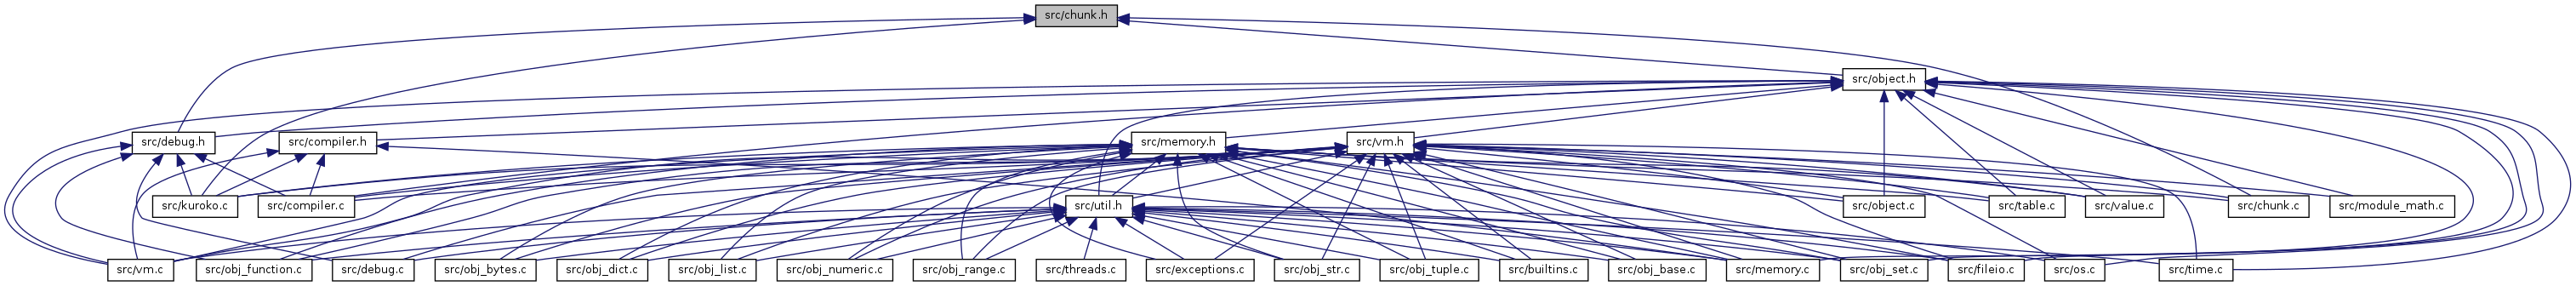 src/chunk.h
src/object.h
src/debug.h
src/compiler.h
src/memory.h
src/vm.h
src/kuroko.c
src/compiler.c
src/util.h
src/object.c
src/table.c
src/value.c
src/chunk.c
src/module_math.c
src/vm.c
src/obj_function.c
src/debug.c
src/obj_bytes.c
src/obj_dict.c
src/obj_list.c
src/obj_numeric.c
src/obj_range.c
src/threads.c
src/exceptions.c
src/obj_str.c
src/obj_tuple.c
src/builtins.c
src/obj_base.c
src/memory.c
src/obj_set.c
src/fileio.c
src/os.c
src/time.c